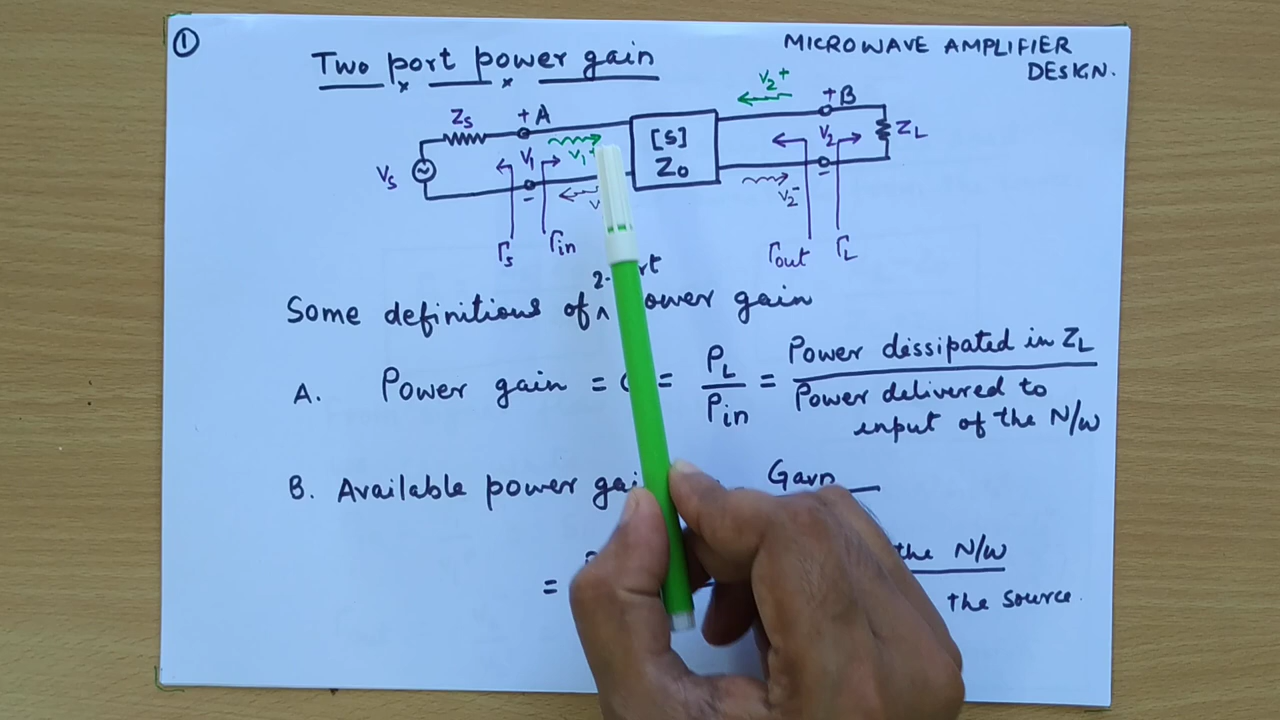 ①
Two port power gain
MICROWAVE AMPLIFIER
DESIGN.
V2+
+ A
+ B
Zs
[S]
Z0
V1+
V1
V2
ZL
Vs
-
-
V2-
Γs Γin
Γout ΓL
Some definitions of power gain
A. Power gain = = PL/Pin = Power dissipated in ZL
Power delivered to
input of the N/W
B. Available power
the N/W
=
the source.